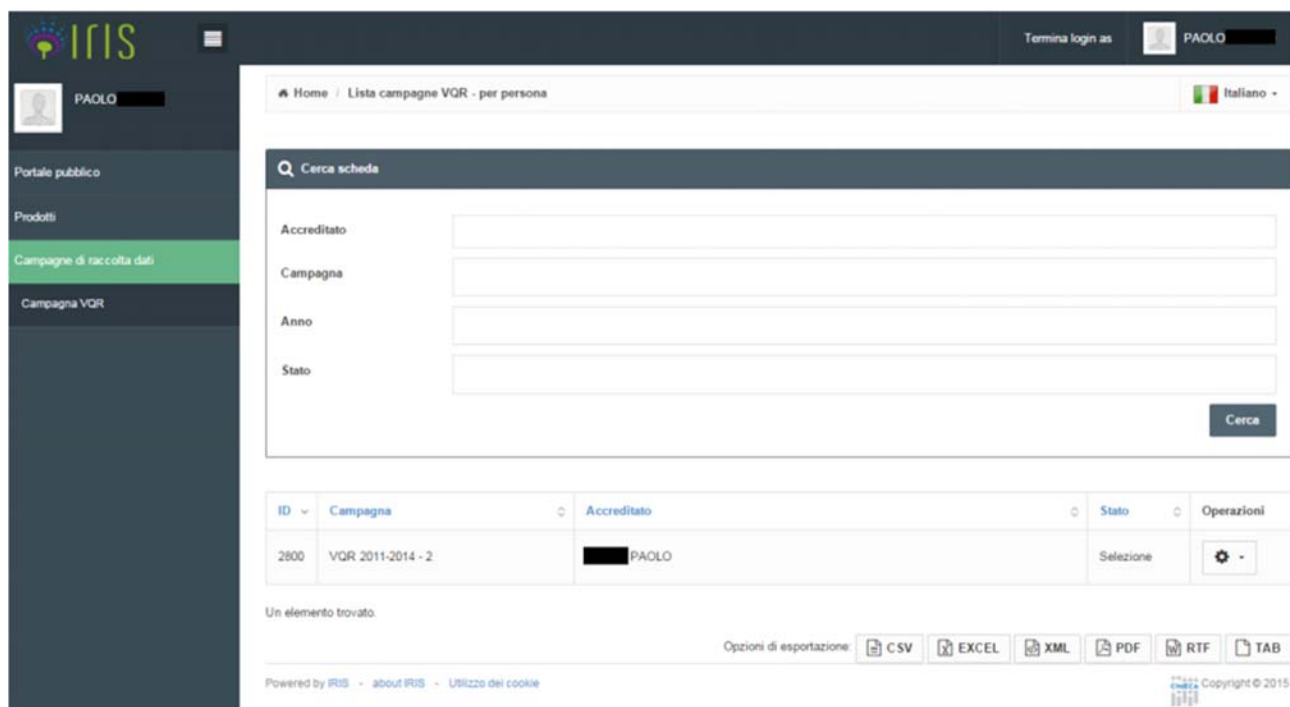 IRIS
Termina login as
PAOLO
PAOLO
Home / Lista campagne VQR - per persona
Italiano
Portale pubblico
Prodotti
Campagne di raccolta dati
Campagna VQR
Cerca scheda
Accreditato
Campagna
Anno
Stato
Cerca
ID Campagna Accreditato Stato Operazioni
2800 VQR 2011-2014 - 2 PAOLO Selezione
Un elemento trovato.
Opzioni di esportazione: CSV EXCEL XML PDF RTF TAB
Powered by IRIS - about IRIS - Utilizzo dei cookie
CINECA Copyright © 2015